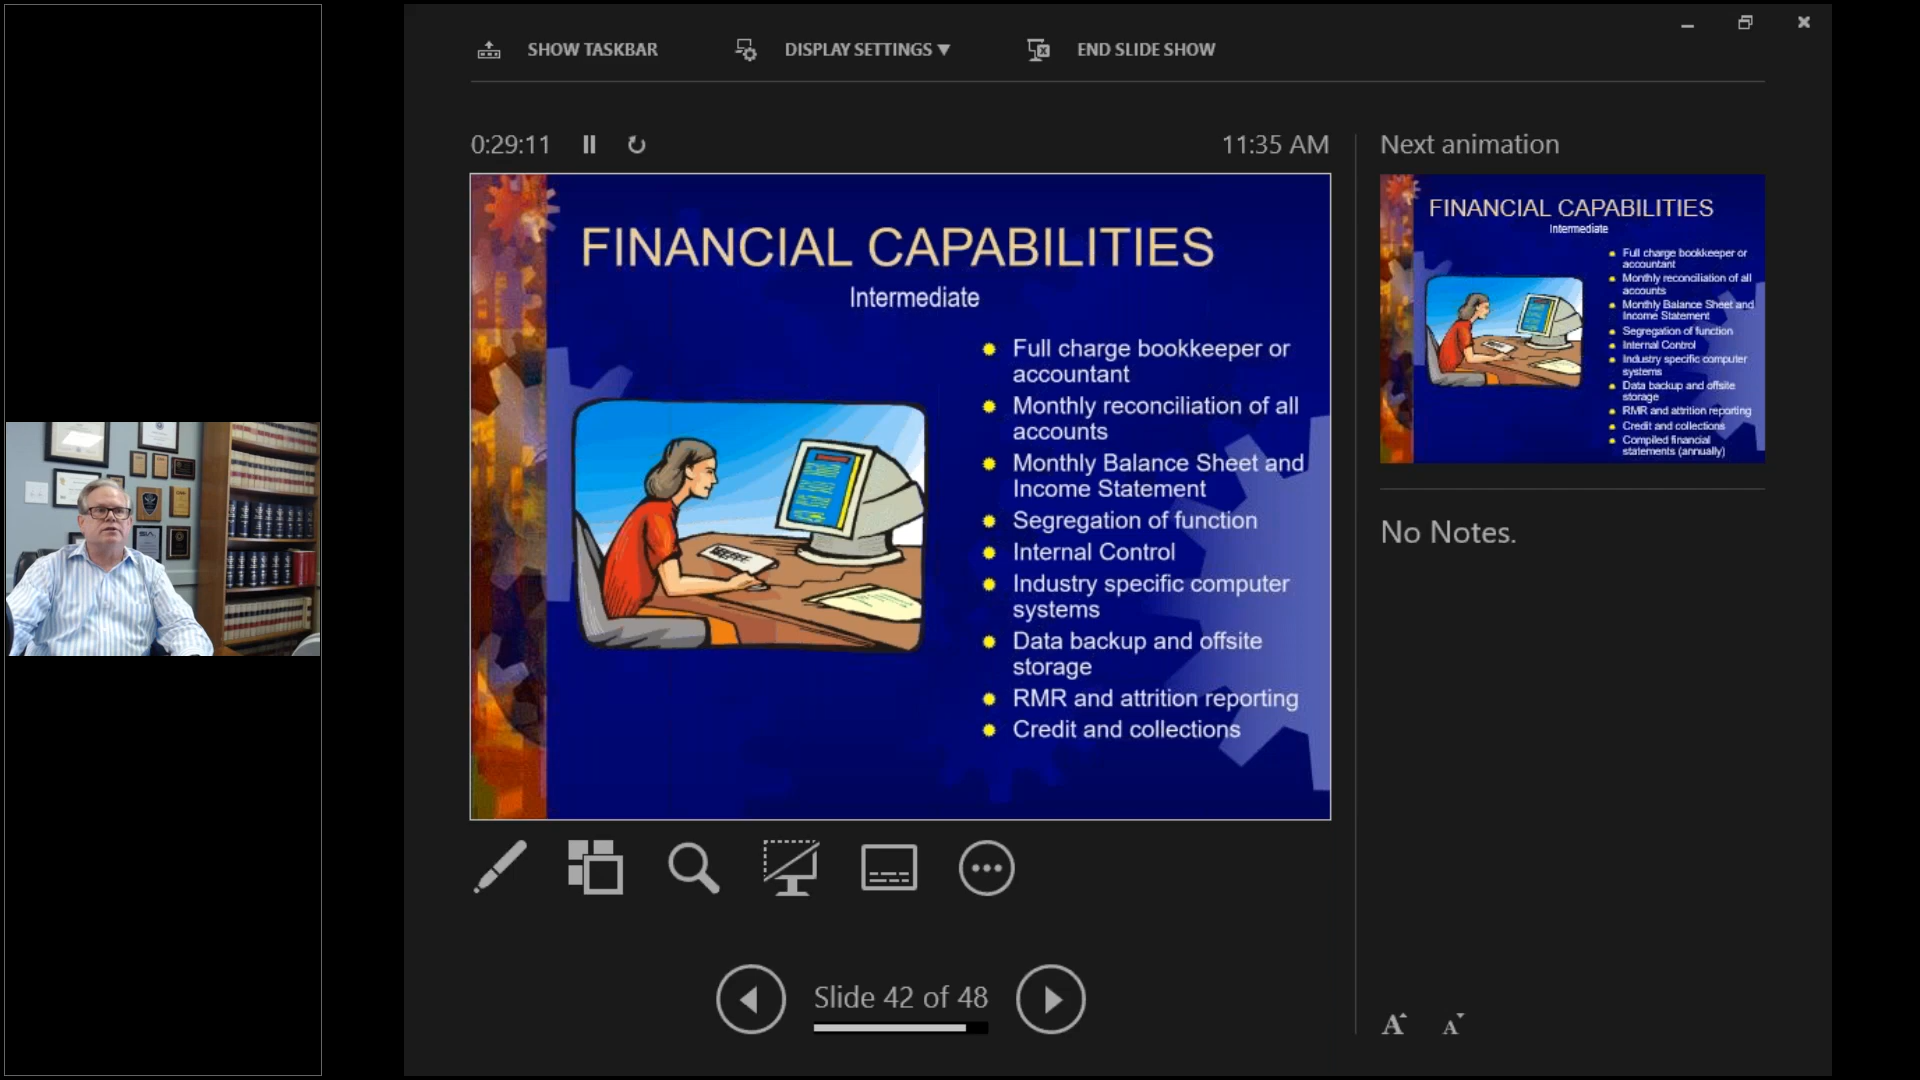 SHOW TASKBAR
DISPLAY SETTINGS
END SLIDE SHOW
0:29:11
11:35 AM
FINANCIAL CAPABILITIES
Intermediate
Full charge bookkeeper or
accountant
Monthly reconciliation of all
accounts
Monthly Balance Sheet and
Income Statement
Segregation of function
Internal Control
Industry specific computer
systems
Data backup and offsite
storage
RMR and attrition reporting
Credit and collections
Slide 42 of 48
Next animation
FINANCIAL CAPABILITIES
Intermediate
Full charge bookkeeper or
accountant
Monthly reconciliation of all
accounts
Monthly Balance Sheet and
Income Statement
Segregation of function
Internal Control
Industry specific computer
systems
Data backup and offsite
storage
RMR and attrition reporting
Credit and collections
Compiled financial
statements (annually)
No Notes.
A A